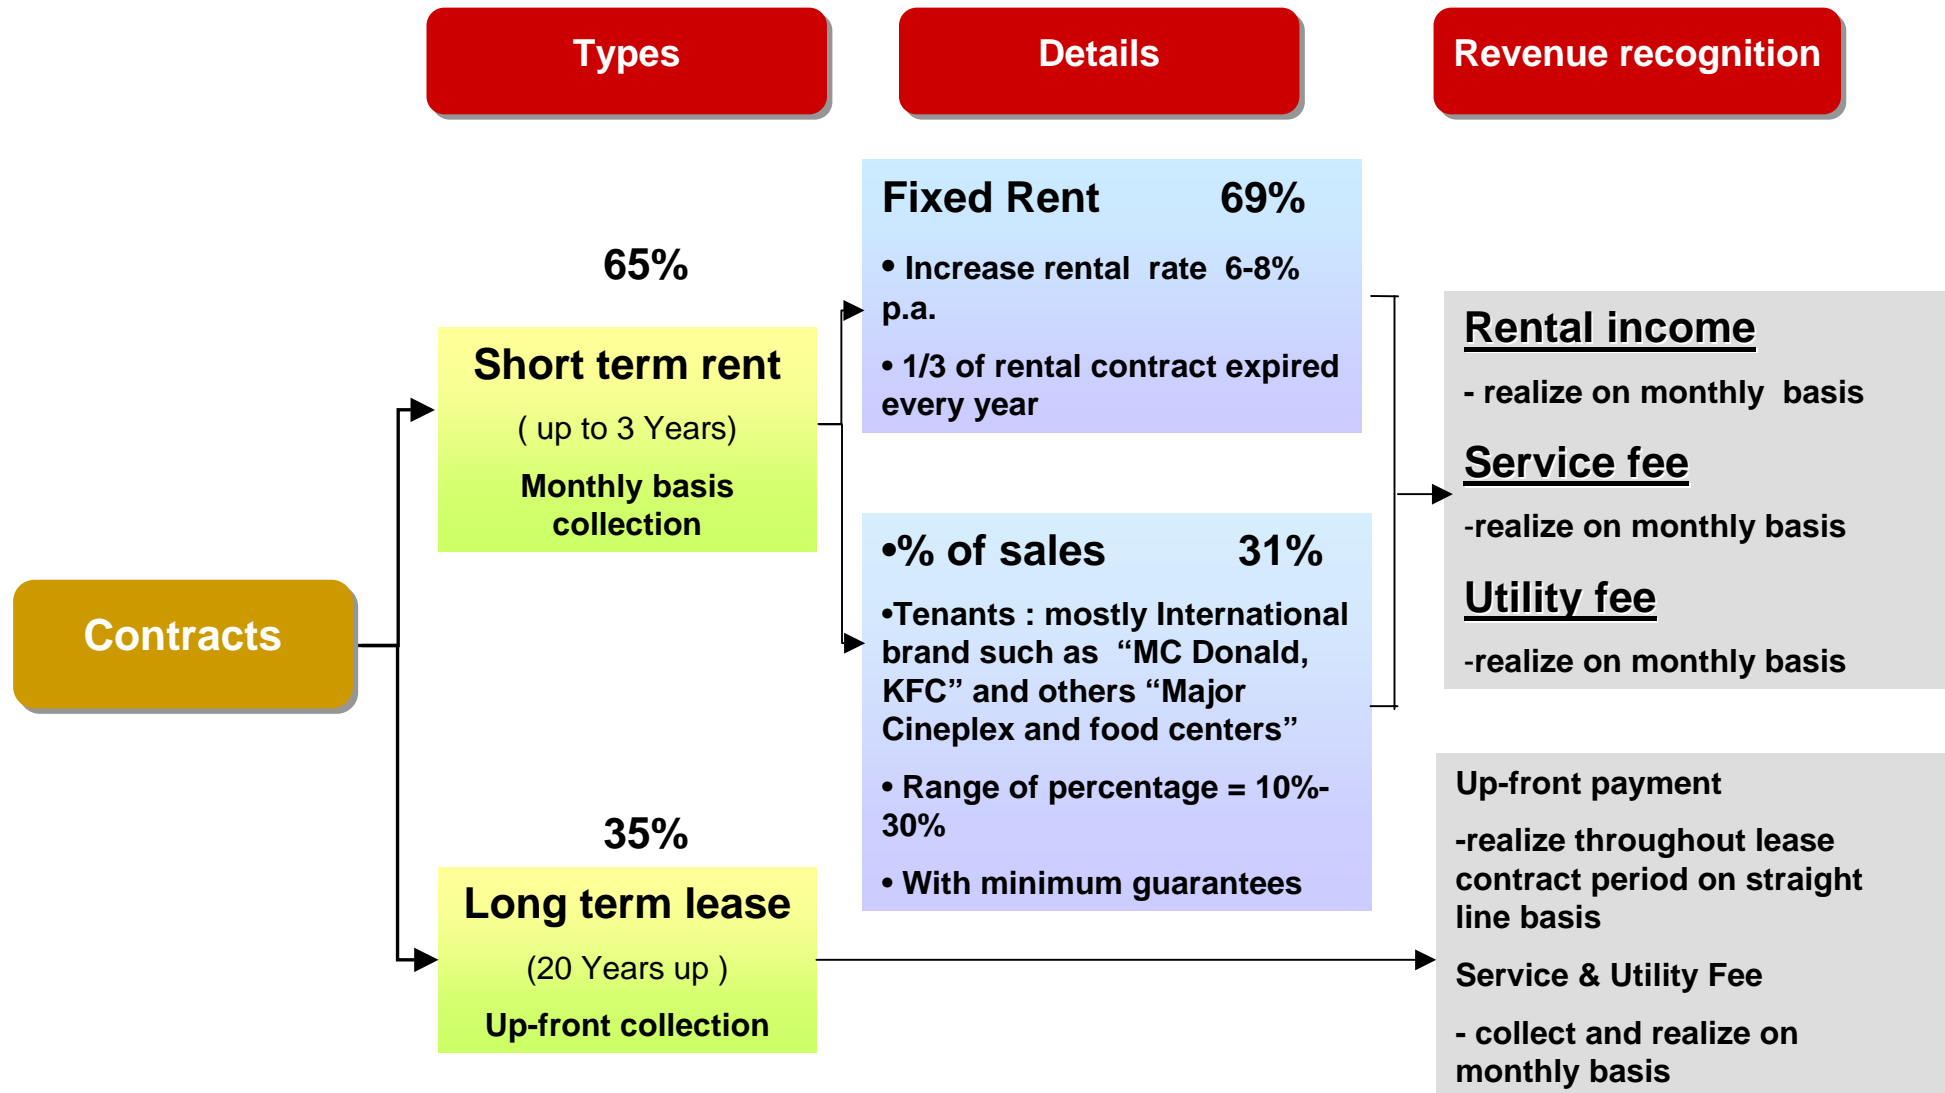 Types
Details
Revenue recognition
Contracts
65%
Short term rent
( up to 3 Years)
Monthly basis
collection
35%
Long term lease
(20 Years up )
Up-front collection
Fixed Rent 69%
• Increase rental rate 6-8%
p.a.
• 1/3 of rental contract expired
every year
•% of sales 31%
•Tenants : mostly International
brand such as “MC Donald,
KFC” and others “Major
Cineplex and food centers”
• Range of percentage = 10%-
30%
• With minimum guarantees
Rental income
- realize on monthly basis
Service fee
-realize on monthly basis
Utility fee
-realize on monthly basis
Up-front payment
-realize throughout lease
contract period on straight
line basis
Service & Utility Fee
- collect and realize on
monthly basis